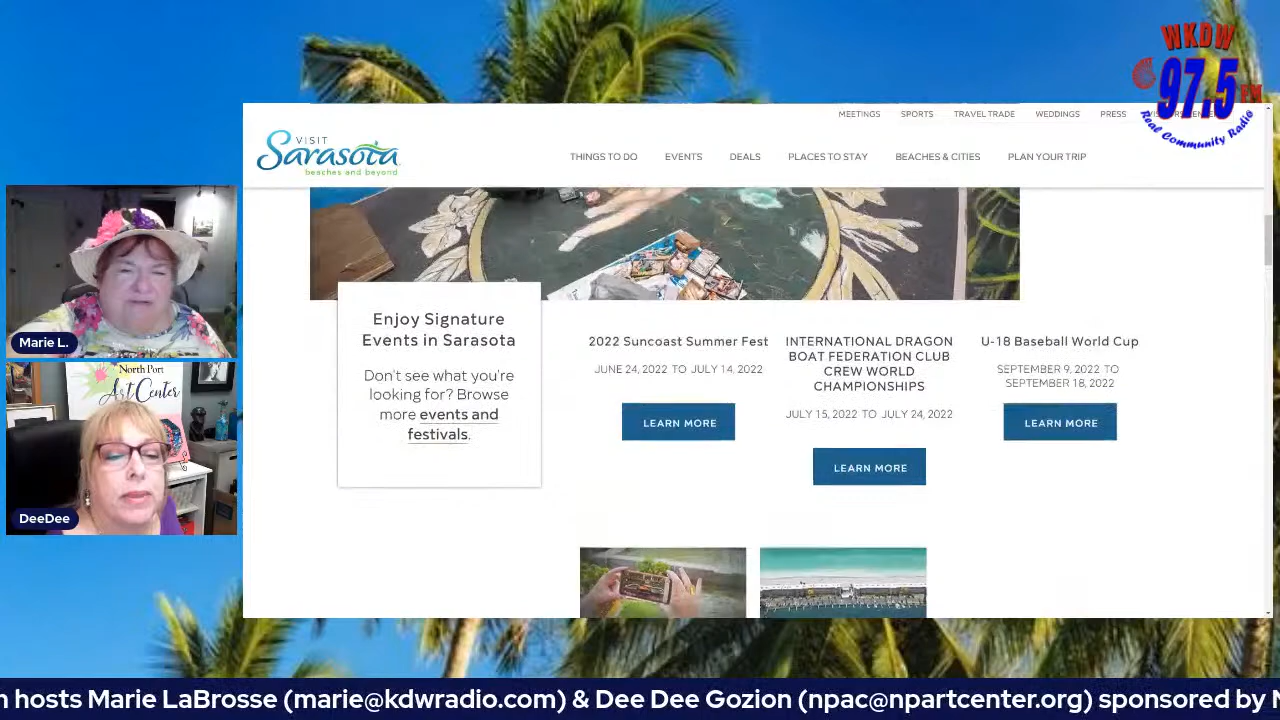 WKDW
97.5 FM
Real Community Radio
MEETINGS SPORTS TRAVEL TRADE WEDDINGS PRESS
VISIT
Sarasota
beaches and beyond
THINGS TO DO EVENTS DEALS PLACES TO STAY BEACHES & CITIES PLAN YOUR TRIP
Marie L.
North Port
Art Center
DeeDee
Enjoy Signature
Events in Sarasota
Don't see what you're
looking for? Browse
more events and
festivals.
2022 Suncoast Summer Fest
JUNE 24, 2022 TO JULY 14, 2022
LEARN MORE
INTERNATIONAL DRAGON
BOAT FEDERATION CLUB
CREW WORLD
CHAMPIONSHIPS
JULY 15, 2022 TO JULY 24, 2022
LEARN MORE
U-18 Baseball World Cup
SEPTEMBER 9, 2022 TO
SEPTEMBER 18, 2022
LEARN MORE
hosts Marie LaBrosse (marie@kdwradio.com) & Dee Dee Gozion (npac@npartcenter.org) sponsored by